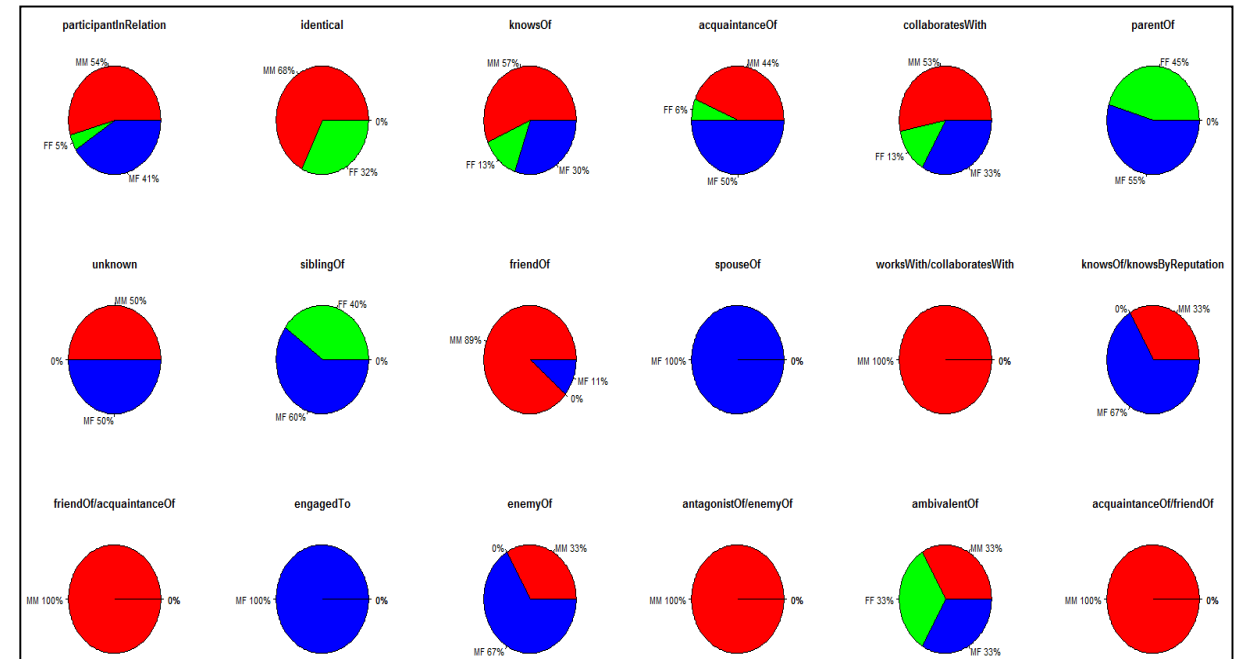 participantInRelation
MM 54%
FF 5%
MF 41%
identical
MM 68%
0%
FF 32%
knowsOf
MM 57%
FF 13%
MF 30%
acquaintanceOf
MM 44%
FF 6%
MF 50%
collaboratesWith
MM 53%
FF 13%
MF 33%
parentOf
FF 45%
0%
MF 55%
unknown
MM 50%
0%
MF 50%
siblingOf
FF 40%
0%
MF 60%
friendOf
MM 89%
MF 11%
0%
spouseOf
MF 100%
0%
worksWith/collaboratesWith
MM 100%
0%
knowsOf/knowsByReputation
0%
MM 33%
MF 67%
friendOf/acquaintanceOf
MM 100%
0%
engagedTo
MF 100%
0%
enemyOf
0%
MM 33%
MF 67%
antagonistOf/enemyOf
MM 100%
0%
ambivalentOf
MM 33%
FF 33%
MF 33%
acquaintanceOf/friendOf
MM 100%
0%